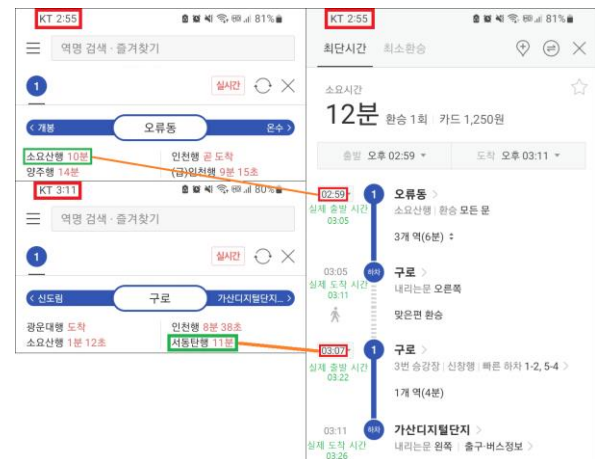 KT 2:55
81%
역명 검색 · 즐겨찾기
1
실시간
< 개봉
오류동
온수 >
소요산행 10분
인천행 곧 도착
양주행 14분
(급)인천행 9분 15초
KT 3:11
80%
역명 검색 · 즐겨찾기
1
실시간
< 신도림
구로
가산디지털단지... >
광운대행 도착
인천행 8분 38초
소요산행 1분 12초
서동탄행 11분
KT 2:55
81%
최단시간
최소환승
소요시간
12분 환승 1회 카드 1,250원
출발 오후 02:59
도착 오후 03:11
02:59
1
오류동 >
실제 출발 시간
03:05
소요산행 | 환승 모든 문
3개 역(6분)
03:05
하차
구로 >
실제 도착 시간
03:11
내리는문 오른쪽
맞은편 환승
03:07
1
구로 >
실제 출발 시간
03:22
3번 승강장 | 신창행 | 빠른 하차 1-2, 5-4 >
1개 역(4분)
03:11
하차
가산디지털단지 >
실제 도착 시간
03:26
내리는문 왼쪽 | 출구·버스정보 >